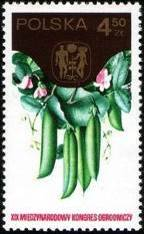 POLSKA 4.50
ZŁ
XIX MIĘDZYNARODOWY KONGRES OGRODNICZY